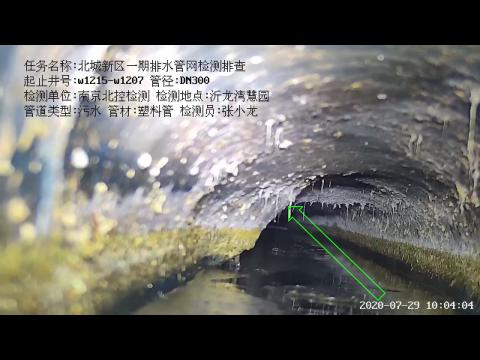 任务名称:北城新区一期排水管网检测排查
起止井号:w1215-w1207 管径:DN300
检测单位:南京北控检测 检测地点:沂龙湾慧园
管道类型:污水 管材:塑料管 检测员:张小龙
2020-07-29 10:04:04